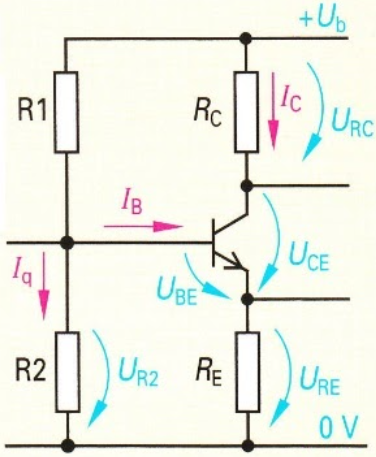 +U_b
R1
R_C
I_C
U_RC
I_B
I_q
U_BE
U_CE
R2
U_R2
R_E
U_RE
0 V